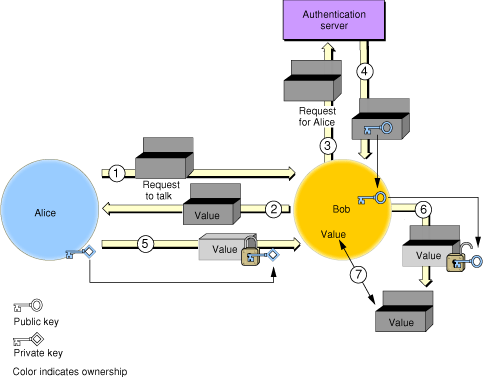 Authentication
server
4
Request
for Alice
3
1
Request
to talk
Alice
Value
2
Bob
Value
6
5
Value
Value
7
Value
Public key
Private key
Color indicates ownership